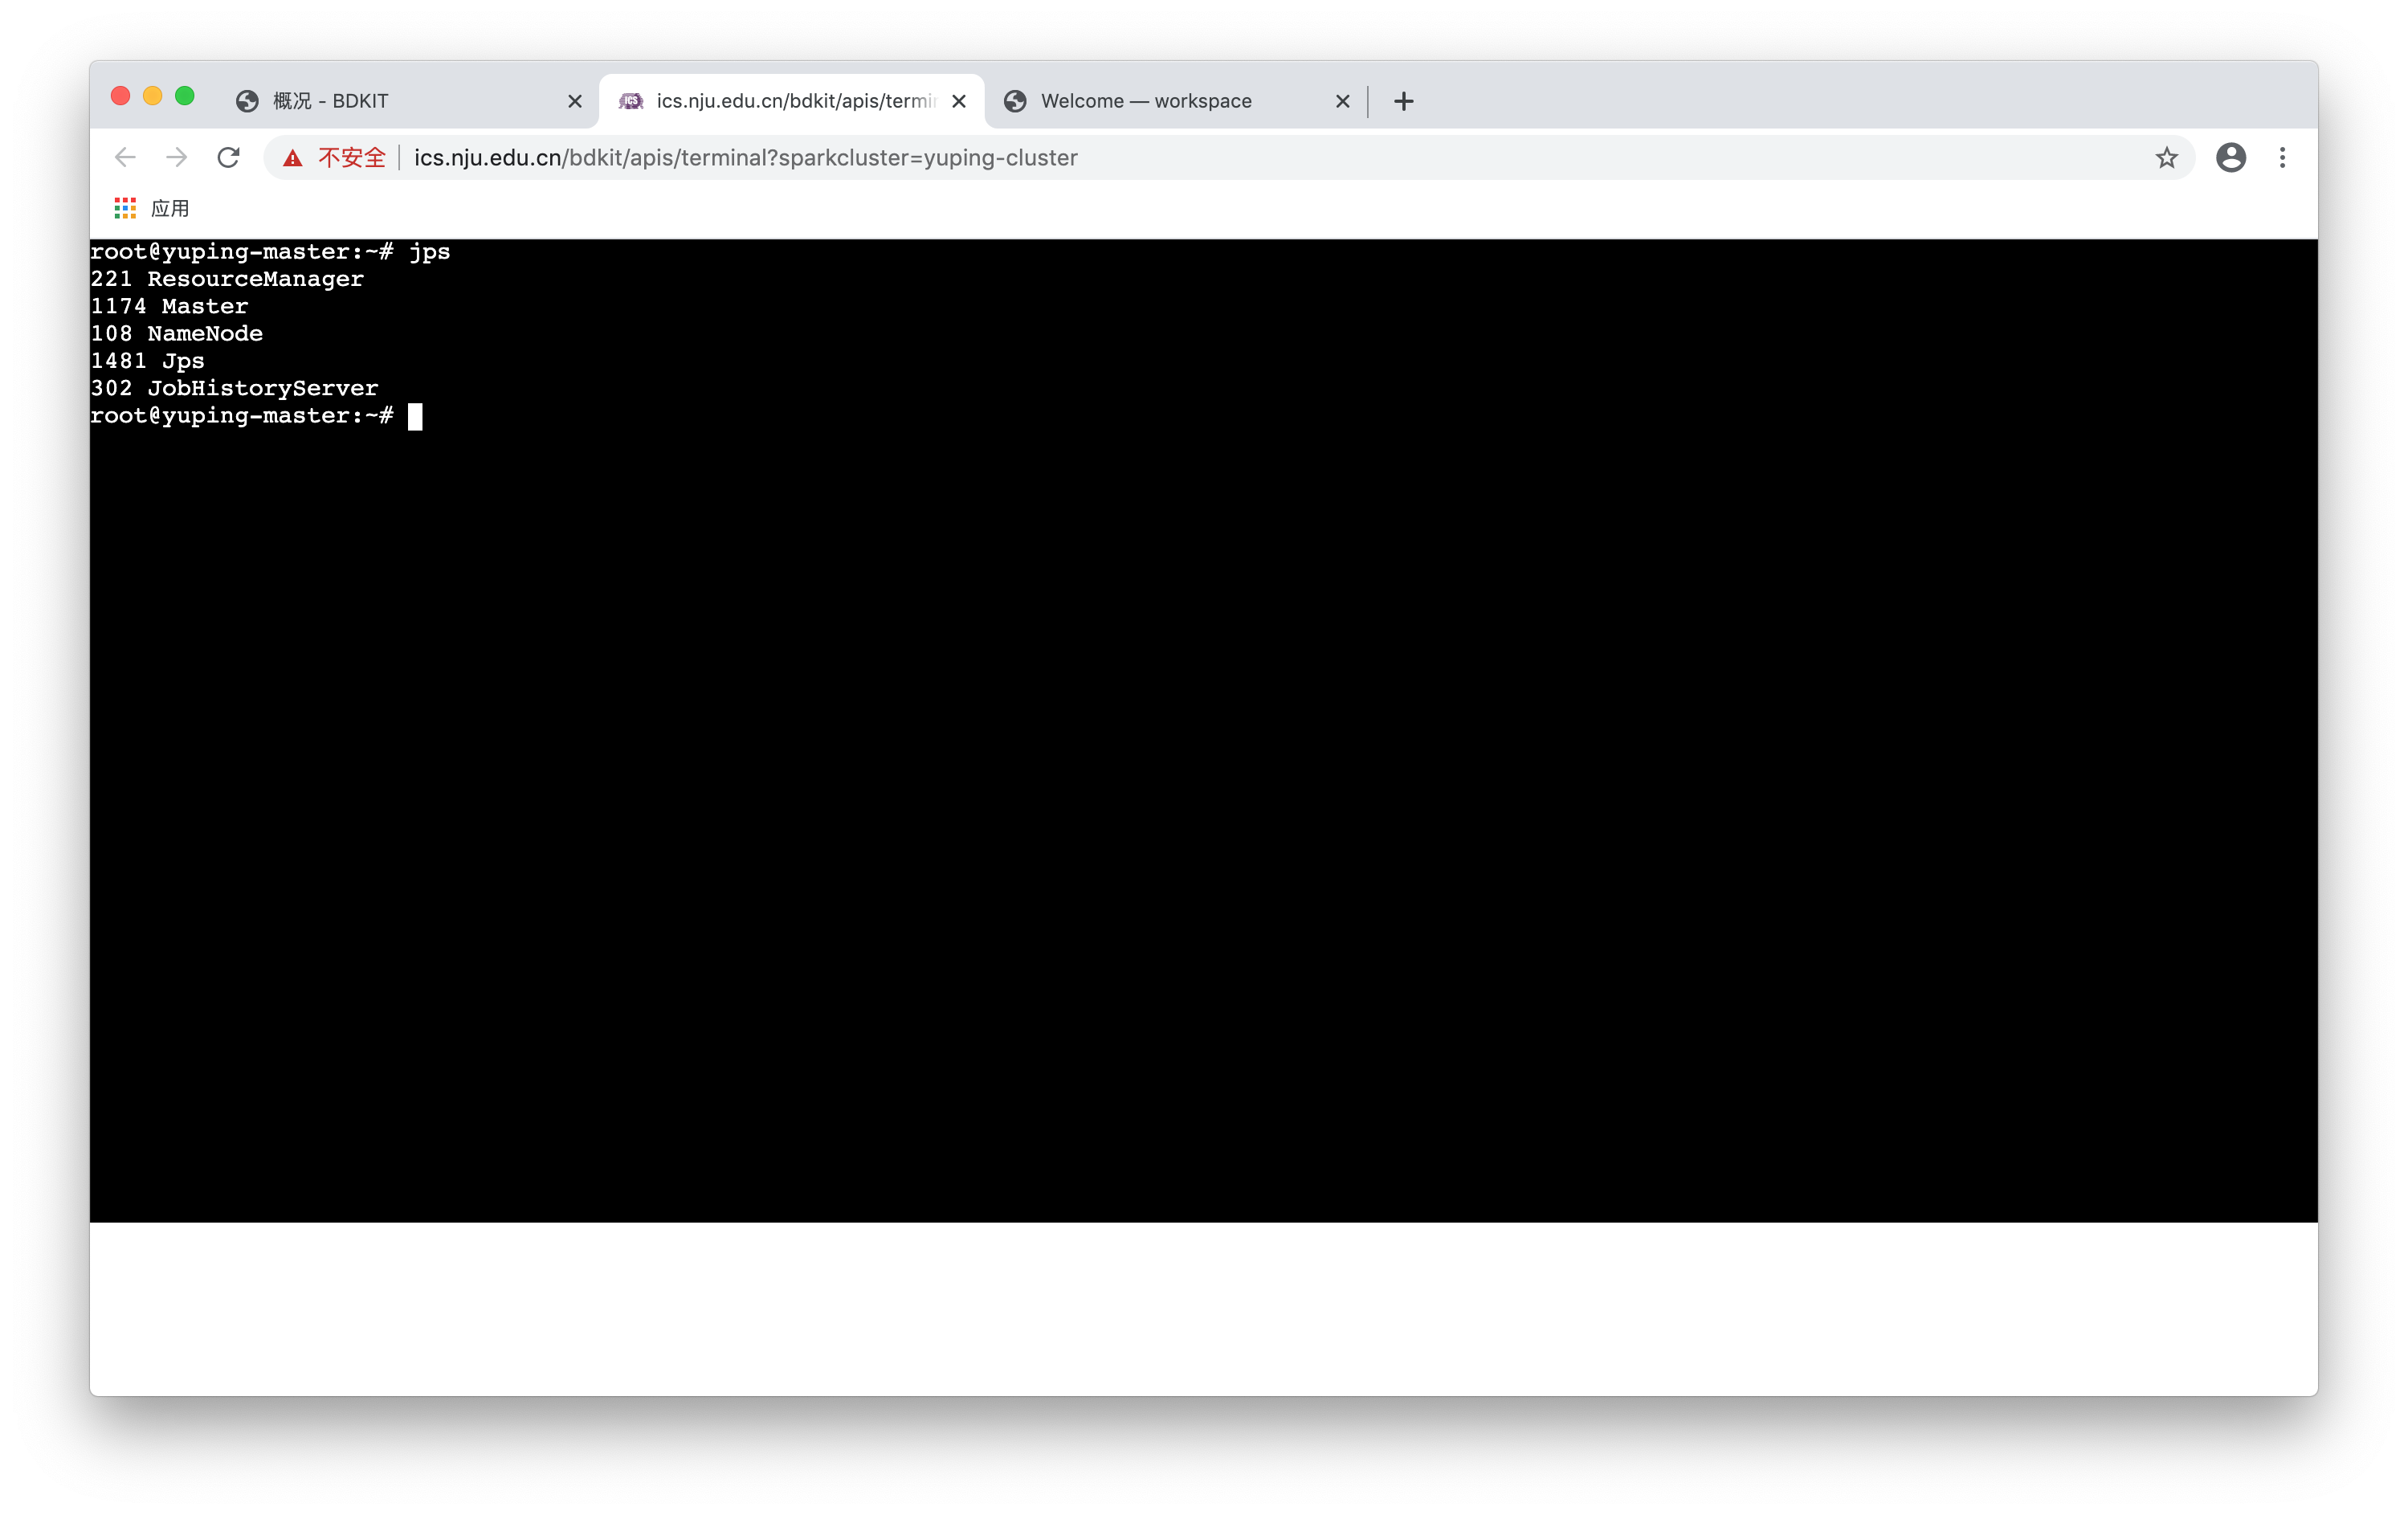 概况 - BDKIT
ics.nju.edu.cn/bdkit/apis/termin
Welcome — workspace
不安全
ics.nju.edu.cn/bdkit/apis/terminal?sparkcluster=yuping-cluster
应用
root@yuping-master:~# jps
221 ResourceManager
1174 Master
108 NameNode
1481 Jps
302 JobHistoryServer
root@yuping-master:~#